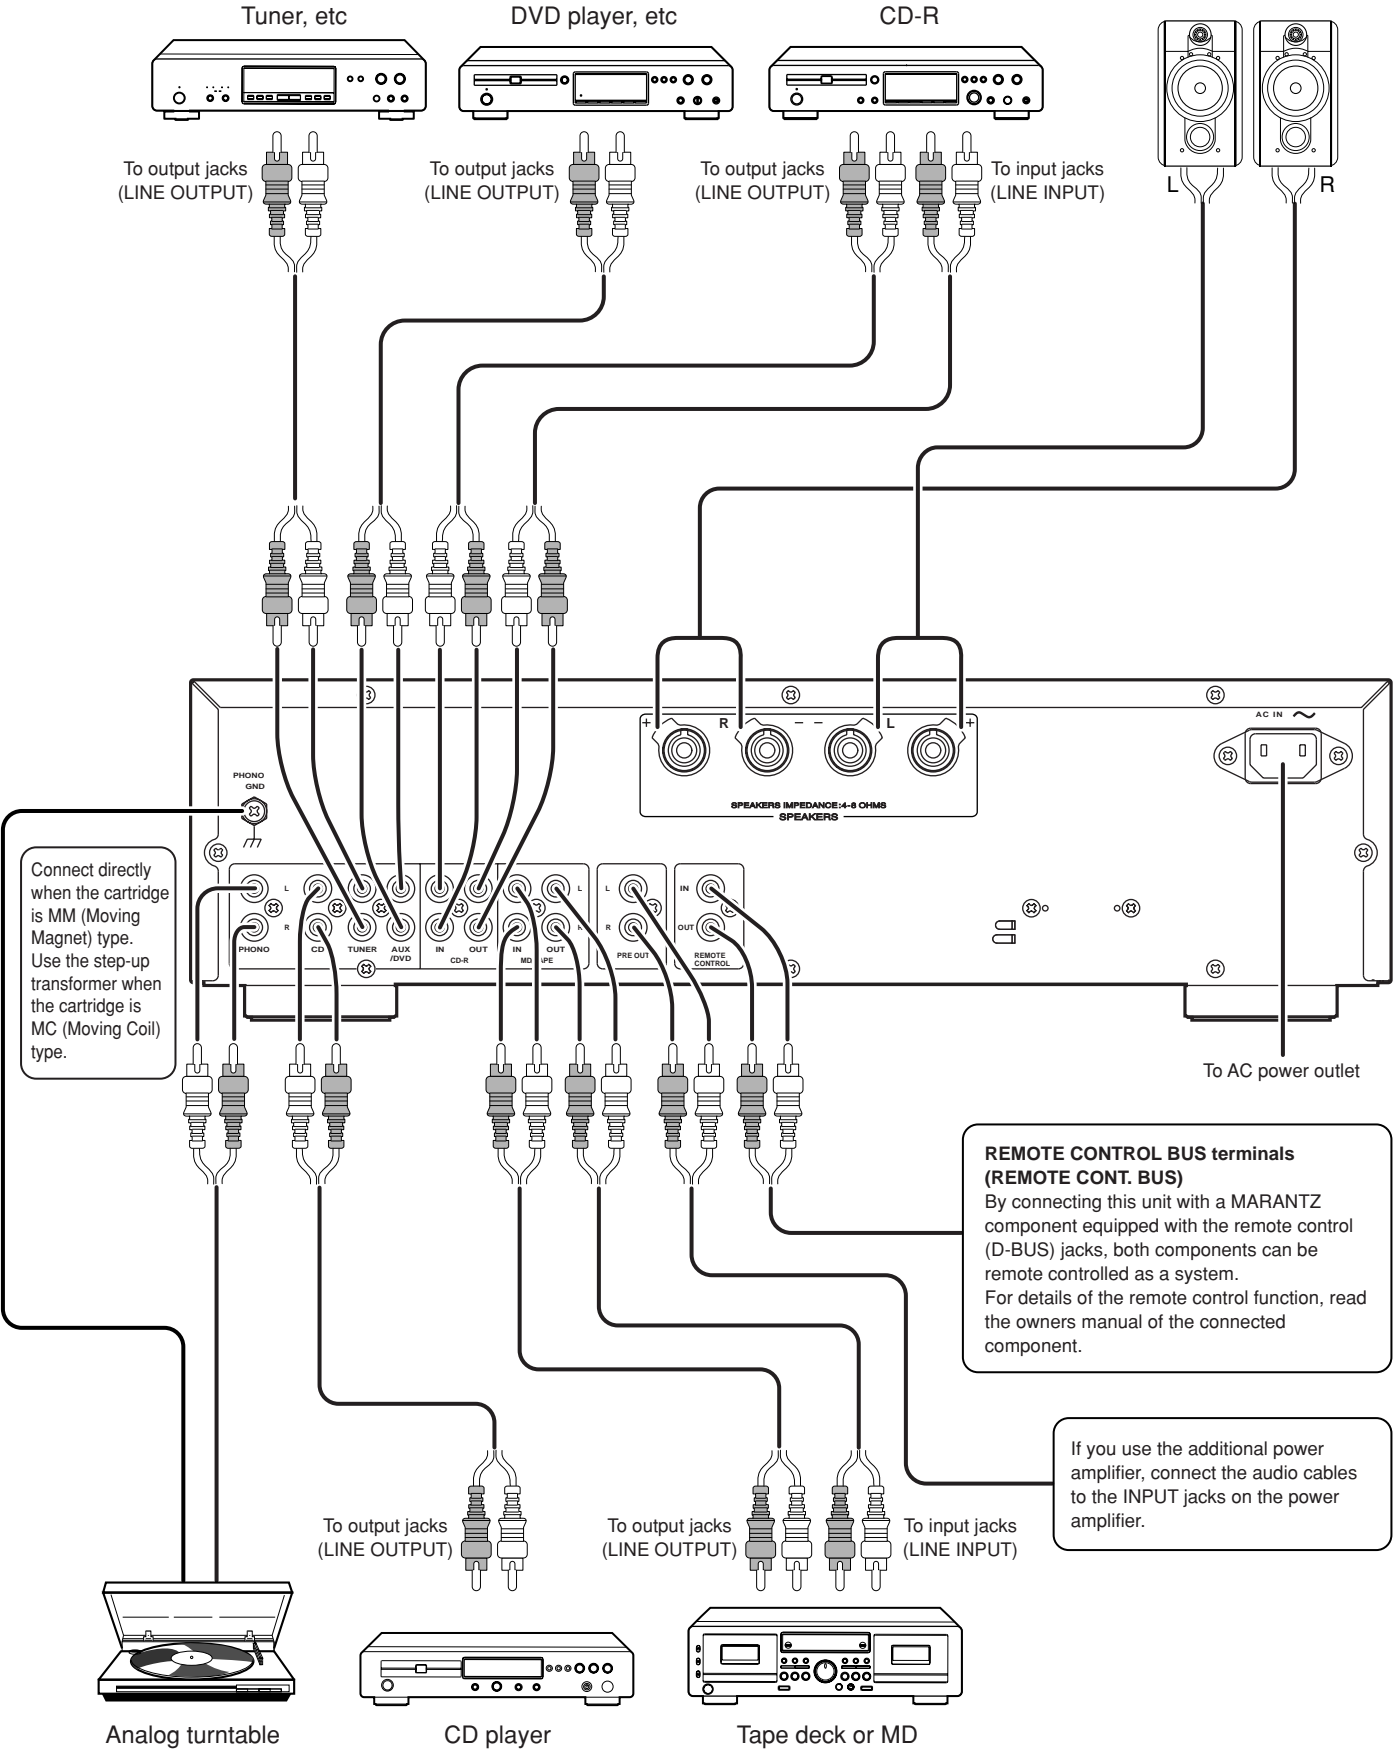 Tuner, etc
DVD player, etc
CD-R
To output jacks
(LINE OUTPUT)
To output jacks
(LINE OUTPUT)
To output jacks
(LINE OUTPUT)
To input jacks
(LINE INPUT)
L
R
+
R
−
−
L
+
SPEAKERS IMPEDANCE:4-8 OHMS
SPEAKERS
AC IN
PHONO
GND
Connect directly
when the cartridge
is MM (Moving
Magnet) type.
Use the step-up
transformer when
the cartridge is
MC (Moving Coil)
type.
L
R
PHONO
CD
TUNER
AUX
/DVD
IN
OUT
CD-R
IN
OUT
L
L
R
PRE OUT
IN
OUT
REMOTE
CONTROL
To AC power outlet
REMOTE CONTROL BUS terminals
(REMOTE CONT. BUS)
By connecting this unit with a MARANTZ
component equipped with the remote control
(D-BUS) jacks, both components can be
remote controlled as a system.
For details of the remote control function, read
the owners manual of the connected
component.
If you use the additional power
amplifier, connect the audio cables
to the INPUT jacks on the power
amplifier.
To output jacks
(LINE OUTPUT)
To output jacks
(LINE OUTPUT)
To input jacks
(LINE INPUT)
Analog turntable
CD player
Tape deck or MD